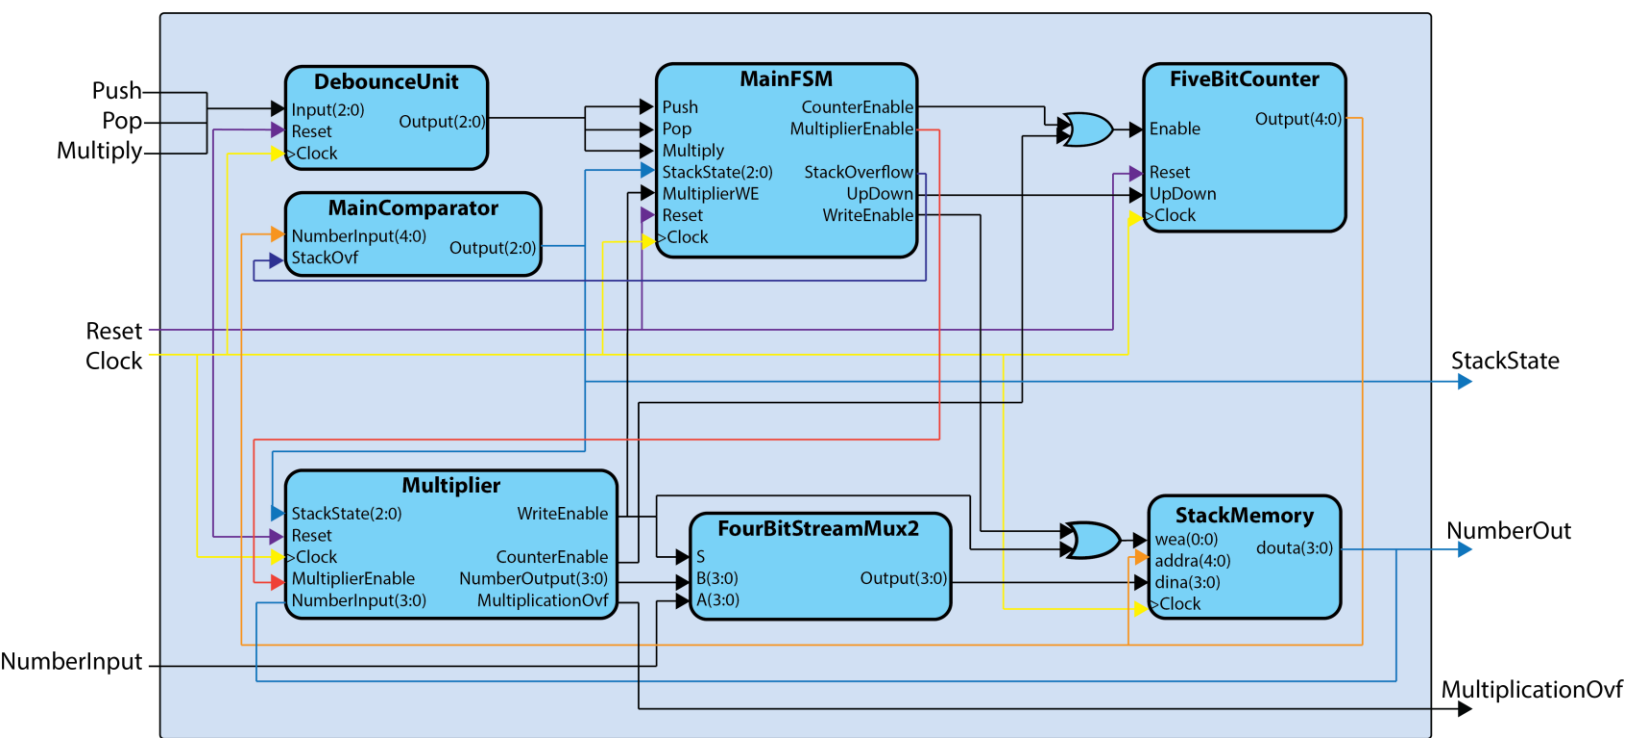 Push
Pop
Multiply
DebounceUnit
Input(2:0)
Reset
>Clock
Output(2:0)
MainComparator
NumberInput(4:0)
StackOvf
Output(2:0)
MainFSM
Push
Pop
Multiply
StackState(2:0)
MultiplierWE
Reset
>Clock
CounterEnable
MultiplierEnable
StackOverflow
UpDown
WriteEnable
FiveBitCounter
Enable
Reset
UpDown
>Clock
Output(4:0)
Reset
Clock
StackState
Multiplier
StackState(2:0)
Reset
>Clock
MultiplierEnable
NumberInput(3:0)
WriteEnable
CounterEnable
NumberOutput(3:0)
MultiplicationOvf
FourBitStreamMux2
S
B(3:0)
A(3:0)
Output(3:0)
StackMemory
wea(0:0)
addra(4:0)
dina(3:0)
>Clock
douta(3:0)
NumberOut
NumberInput
MultiplicationOvf